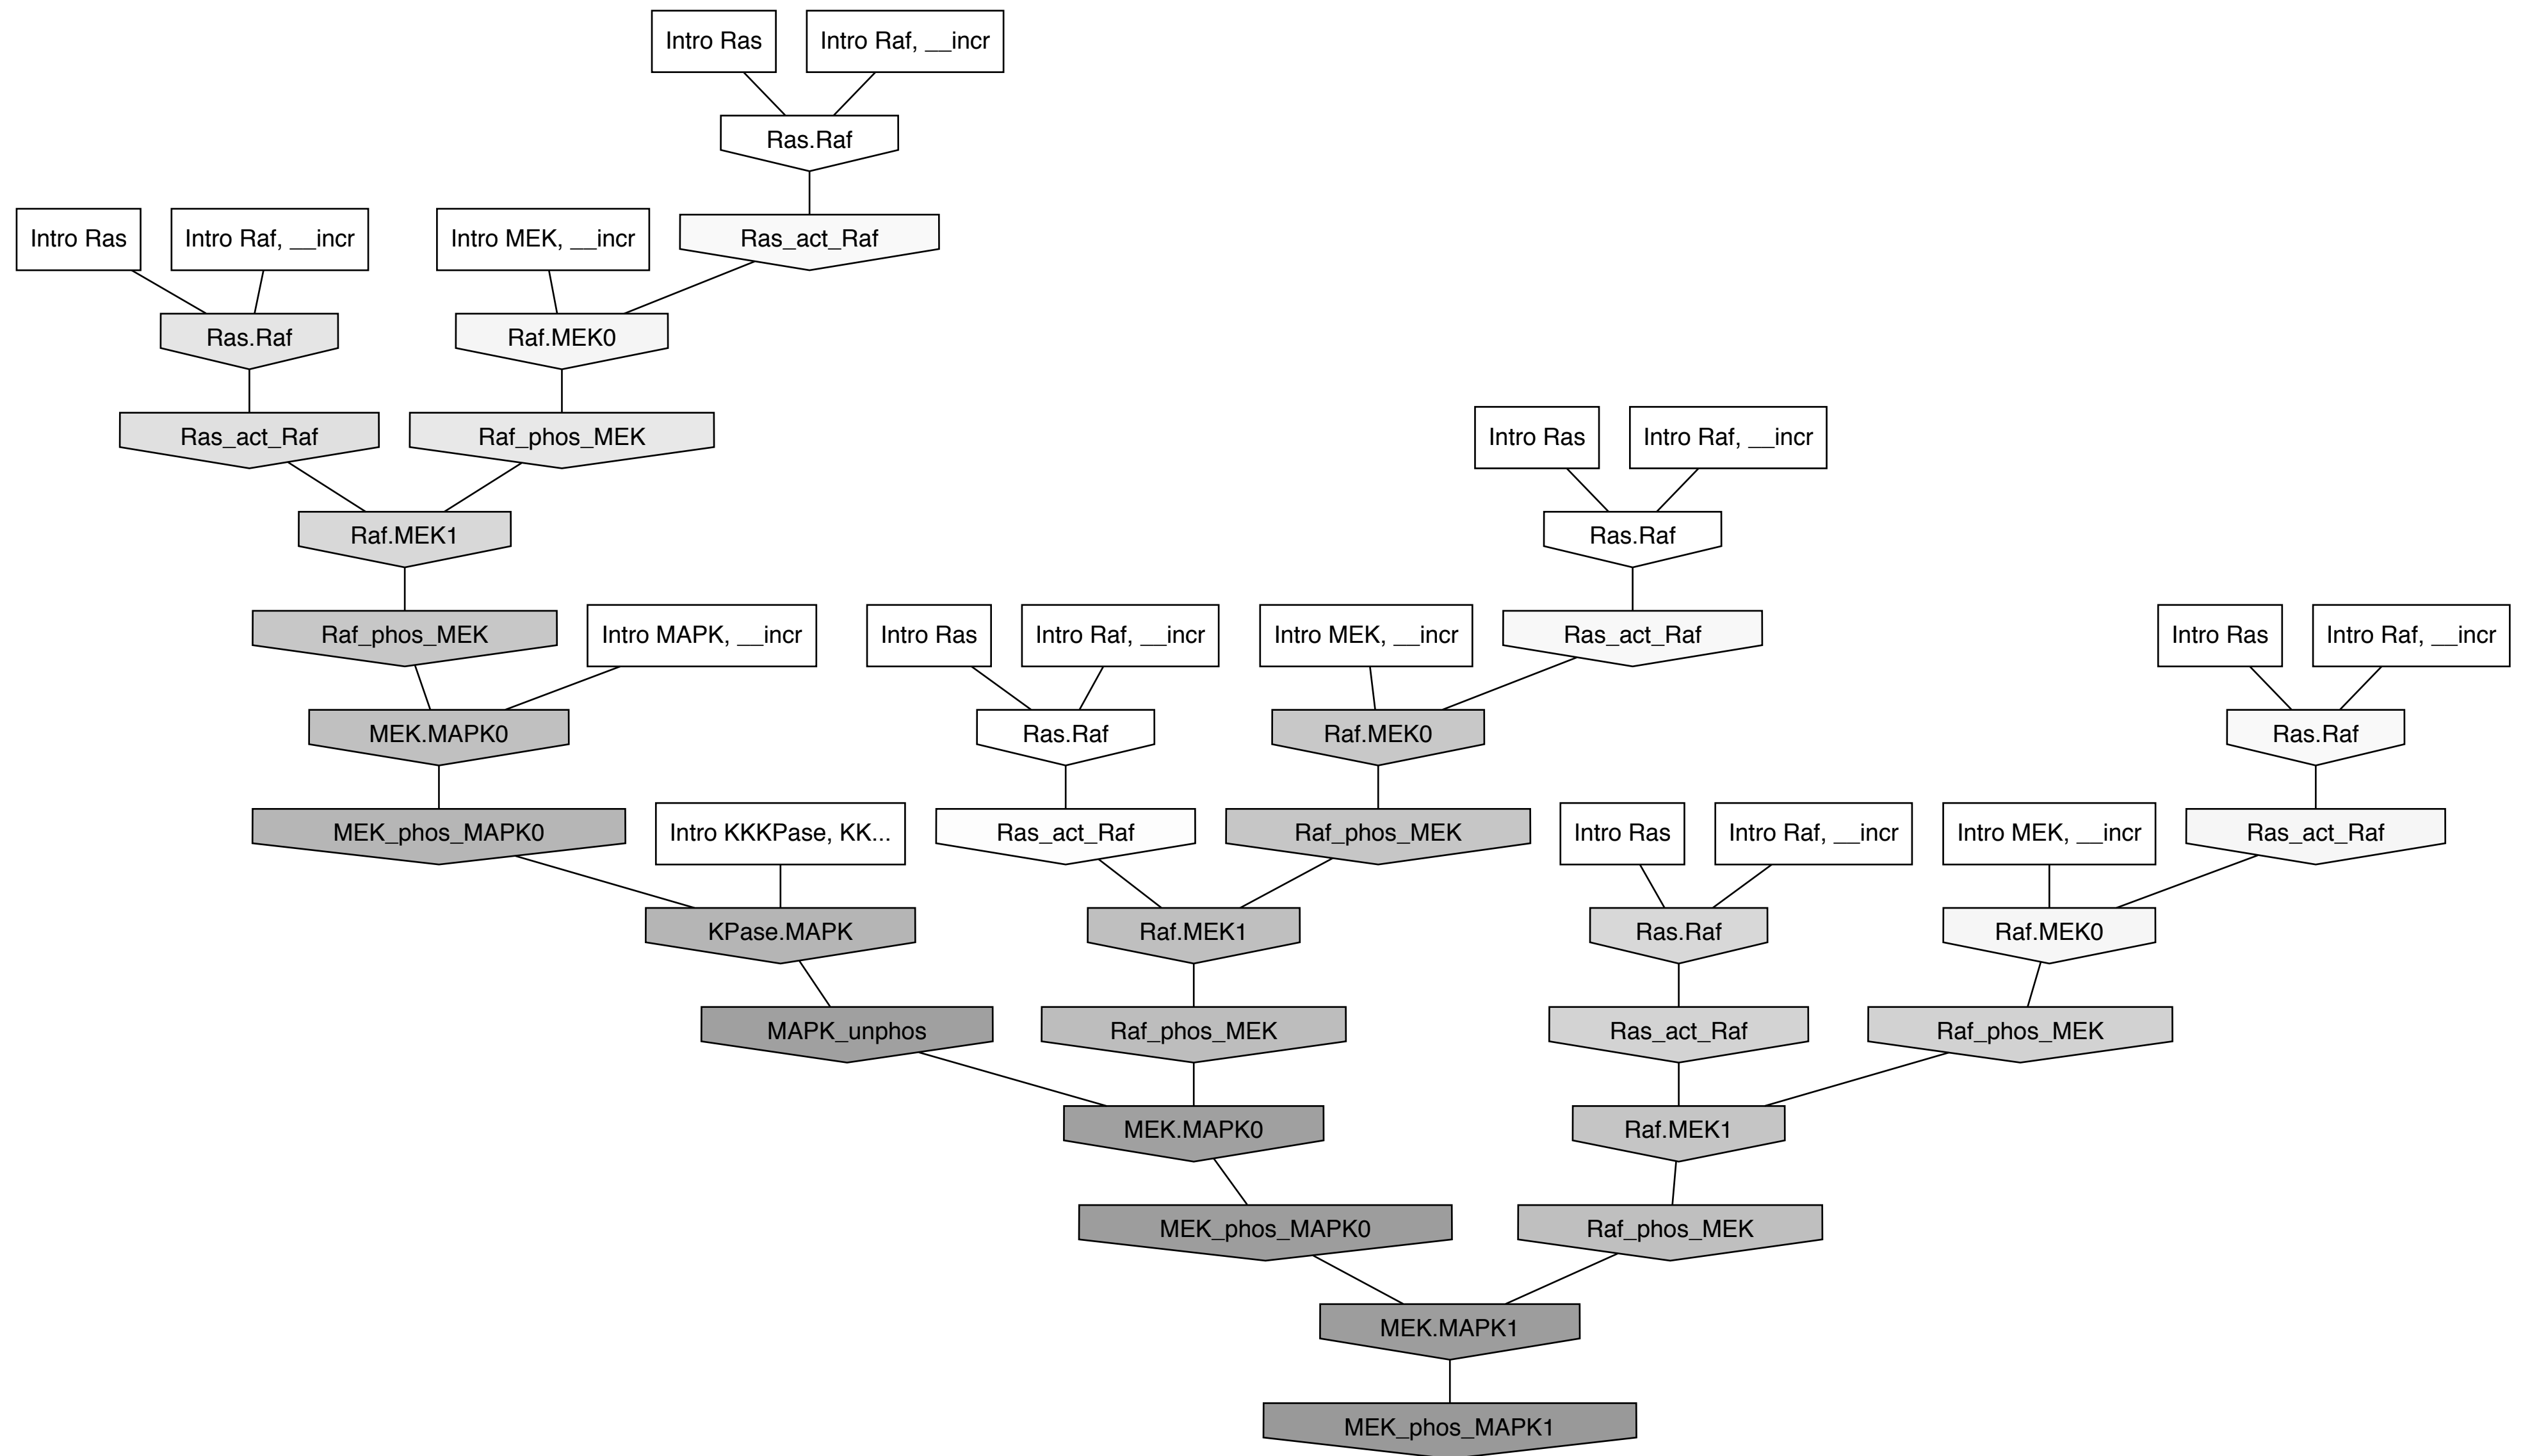 Intro Ras
Intro Raf, __incr
Ras.Raf
Intro Ras
Intro Raf, __incr
Intro MEK, __incr
Ras_act_Raf
Ras.Raf
Raf.MEK0
Ras_act_Raf
Raf_phos_MEK
Intro Ras
Intro Raf, __incr
Raf.MEK1
Ras.Raf
Raf_phos_MEK
Intro MAPK, __incr
Intro Ras
Intro Raf, __incr
Intro MEK, __incr
Ras_act_Raf
Intro Ras
Intro Raf, __incr
MEK.MAPK0
Ras.Raf
Raf.MEK0
Ras.Raf
MEK_phos_MAPK0
Intro KKKPase, KK...
Ras_act_Raf
Raf_phos_MEK
Intro Ras
Intro Raf, __incr
Intro MEK, __incr
Ras_act_Raf
KPase.MAPK
Raf.MEK1
Ras.Raf
Raf.MEK0
MAPK_unphos
Raf_phos_MEK
Ras_act_Raf
Raf_phos_MEK
MEK.MAPK0
Raf.MEK1
MEK_phos_MAPK0
Raf_phos_MEK
MEK.MAPK1
MEK_phos_MAPK1